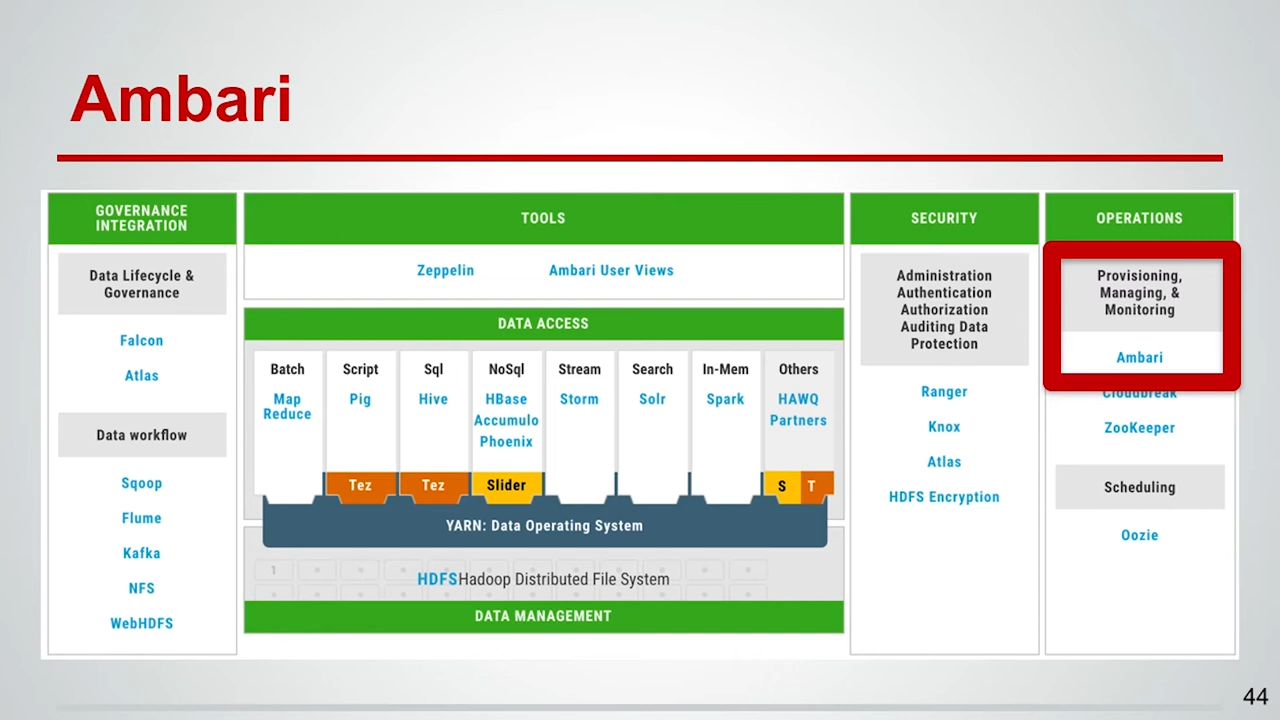 Ambari
GOVERNANCE
INTEGRATION
Data Lifecycle &
Governance
Falcon
Atlas
Data workflow
Sqoop
Flume
Kafka
NFS
WebHDFS
TOOLS
Zeppelin
Ambari User Views
DATA ACCESS
Batch
Map
Reduce
Script
Pig
Tez
Sql
Hive
Tez
NoSql
HBase
Accumulo
Phoenix
Slider
Stream
Storm
Search
Solr
In-Mem
Spark
Others
HAWQ
Partners
S T
YARN: Data Operating System
1
HDFSHadoop Distributed File System
DATA MANAGEMENT
SECURITY
Administration
Authentication
Authorization
Auditing Data
Protection
Ranger
Knox
Atlas
HDFS Encryption
OPERATIONS
Provisioning,
Managing, &
Monitoring
Ambari
Cloudbreak
ZooKeeper
Scheduling
Oozie
44